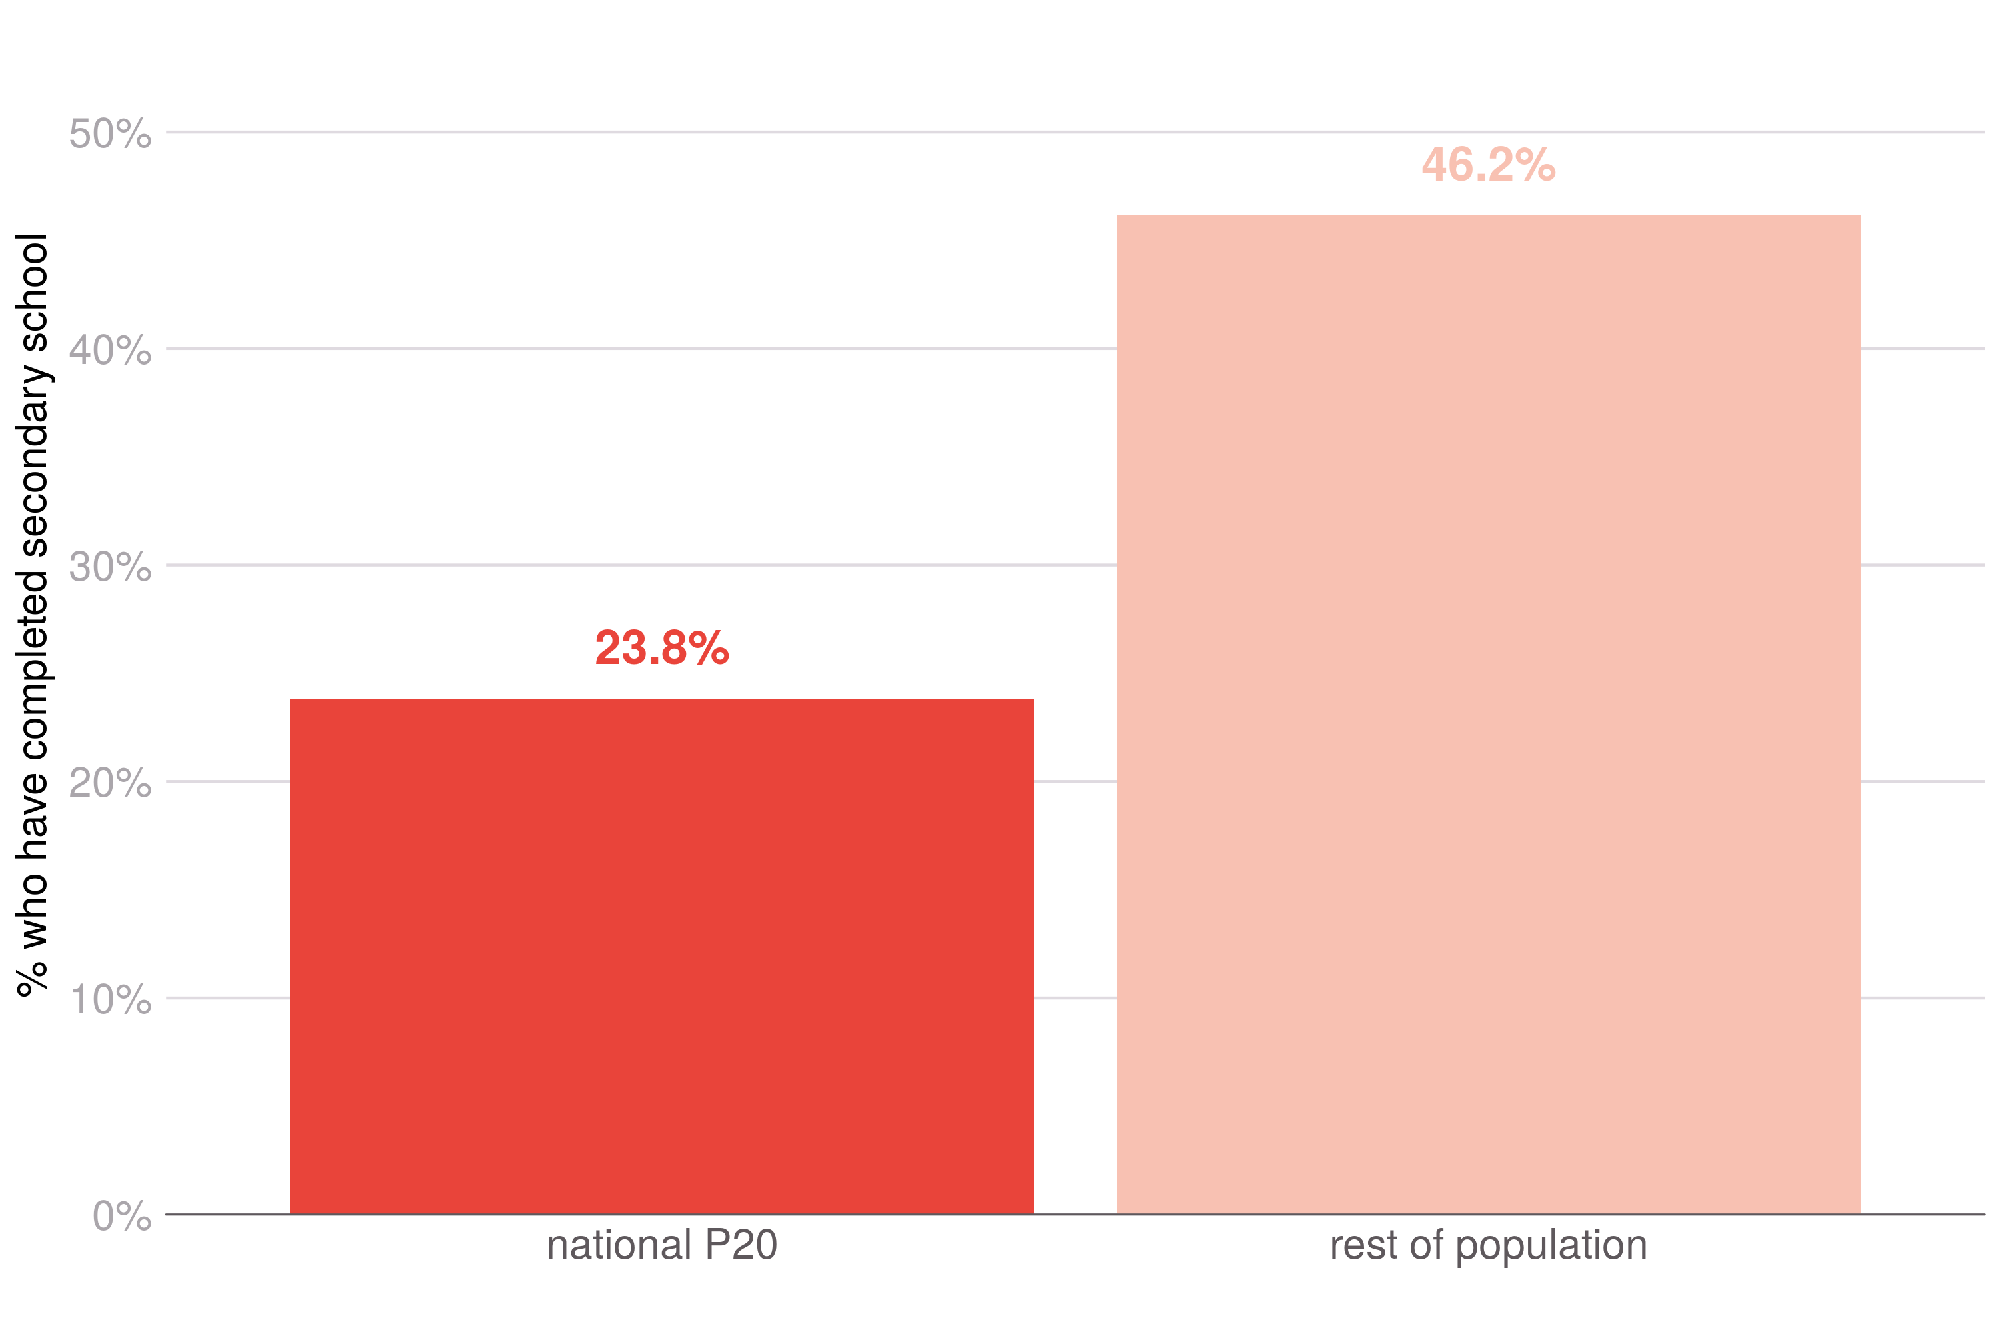 % who have completed secondary school
50%
40%
30%
20%
10%
0%
23.8%
46.2%
national P20
rest of population